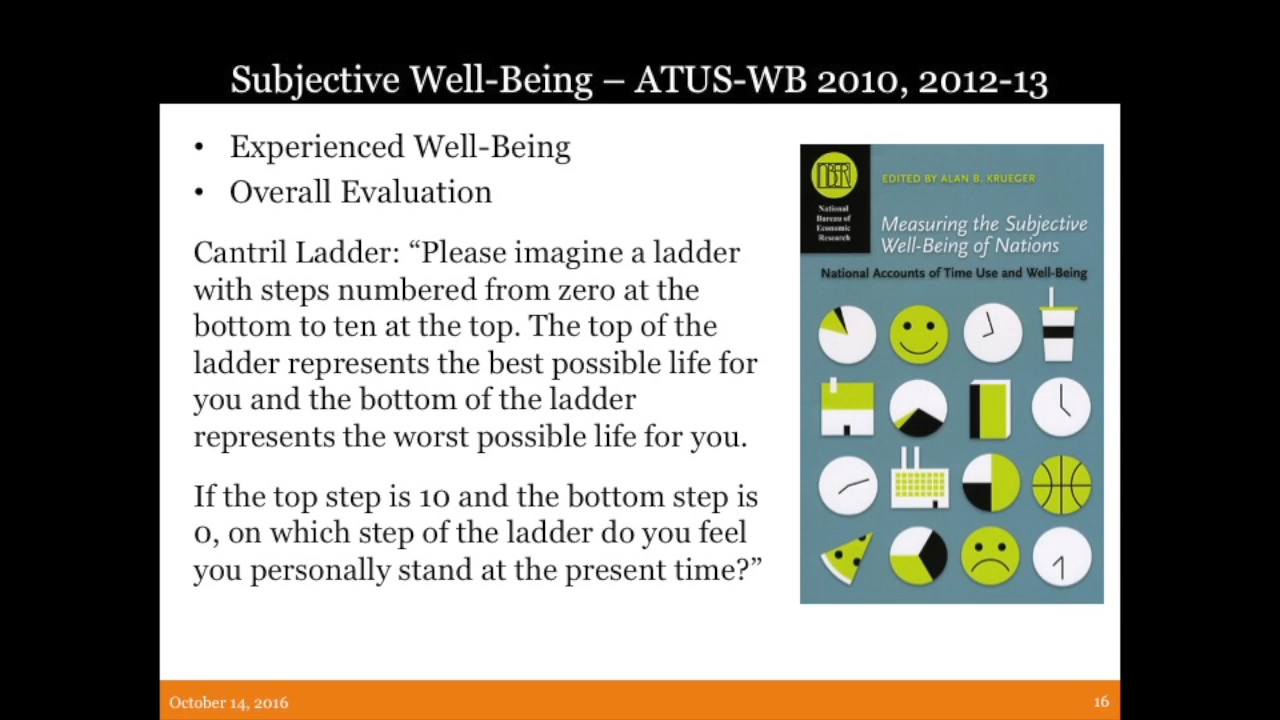 Subjective Well-Being – ATUS-WB 2010, 2012-13
• Experienced Well-Being
• Overall Evaluation
Cantril Ladder: “Please imagine a ladder
with steps numbered from zero at the
bottom to ten at the top. The top of the
ladder represents the best possible life for
you and the bottom of the ladder
represents the worst possible life for you.
If the top step is 10 and the bottom step is
0, on which step of the ladder do you feel
you personally stand at the present time?”
NBER
National
Bureau of
Economic
Research
EDITED BY ALAN B. KRUEGER
Measuring the Subjective
Well-Being of Nations
National Accounts of Time Use and Well-Being
October 14, 2016
16